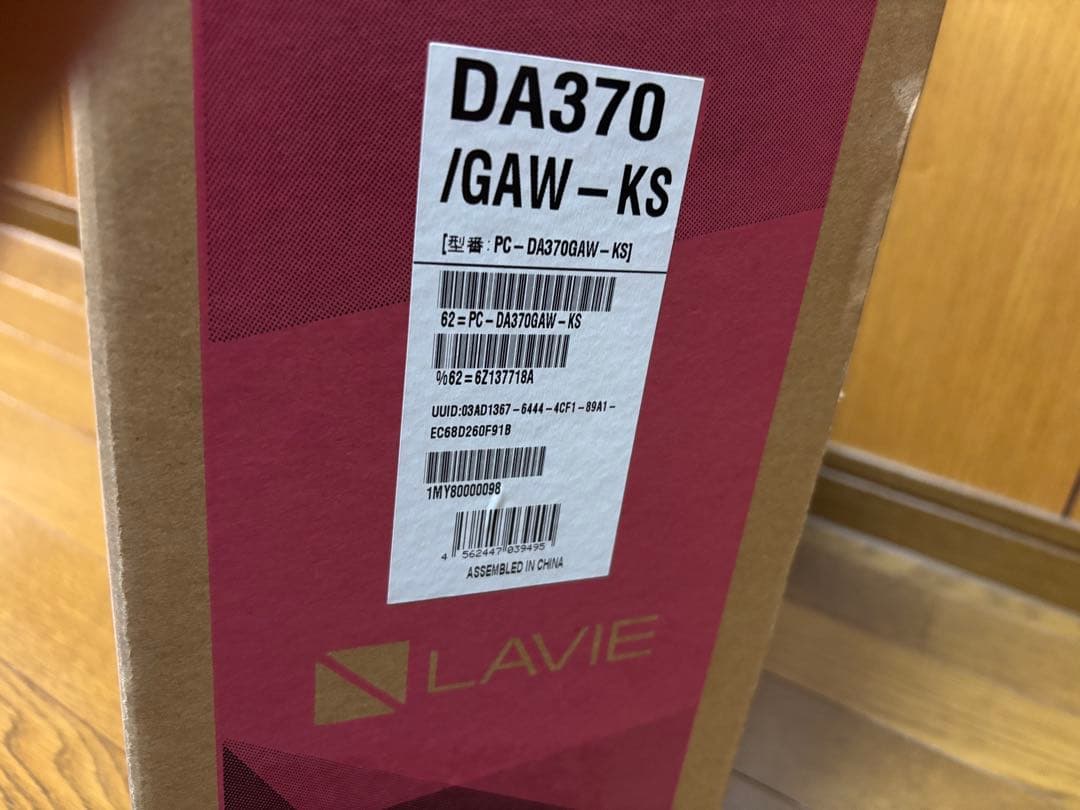 DA370
/GAW-KS
[型番:PC-DA370GAW-KS]
62=PC-DA370GAW-KS
%62=6Z137718A
UUID:03AD1367-6444-4CF1-89A1-
EC68D260F91B
1MY80000098
4 562447 039495
ASSEMBLED IN CHINA
LAVIE